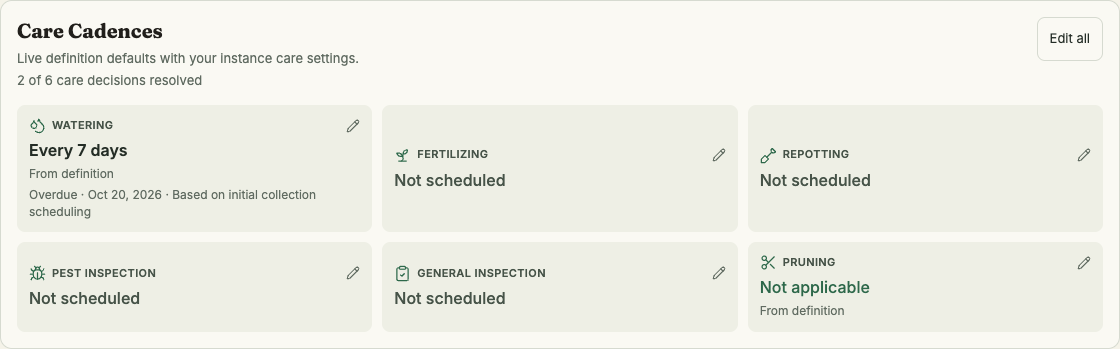 Care Cadences
Edit all
Live definition defaults with your instance care settings.
2 of 6 care decisions resolved
WATERING
Every 7 days
From definition
Overdue · Oct 20, 2026 · Based on initial collection
scheduling
FERTILIZING
Not scheduled
REPOTTING
Not scheduled
PEST INSPECTION
Not scheduled
GENERAL INSPECTION
Not scheduled
PRUNING
Not applicable
From definition